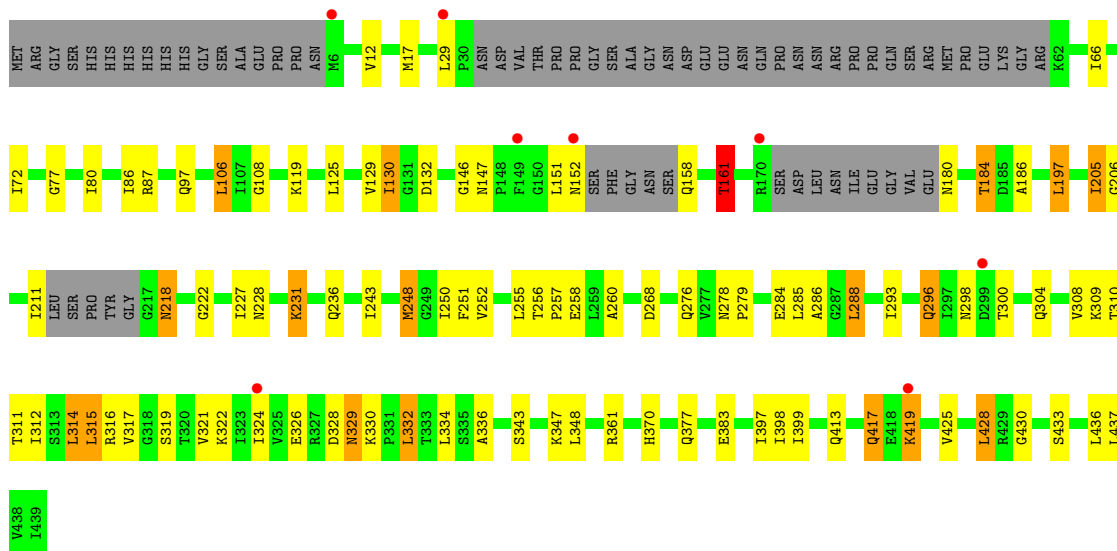 MET ARG GLY SER HIS HIS HIS HIS HIS HIS GLY SER ALA GLU PRO PRO ASN M6 V12 M17 L29 P30 ASN ASP VAL THR PRO PRO GLY SER ALA GLY ASN ASP GLU GLU ASN GLN PRO ASN ASN ARG PRO PRO GLN SER ARG MET PRO GLU LYS GLY ARG K62 I66
I72 G77 I80 I86 R87 Q97 L106 I107 G108 K119 L125 V129 I130 G131 D132 G146 N147 P148 F149 G150 L151 N152 SER PHE GLY ASN SER Q158 T161 R170 SER ASP LEU ASN ILE GLU GLY VAL GLU N180 T184 D185 A186 L197 I205 G206
I211 LEU SER PRO TYR GLY G217 N218 G222 I227 N228 K231 Q236 I243 M248 G249 I250 F251 V252 L255 T256 P257 E258 L259 A260 D268 Q276 V277 N278 P279 E284 L285 A286 G287 L288 I293 Q296 I297 N298 D299 T300 Q304 V308 K309 T310
T311 I312 S313 L314 L315 R316 V317 G318 S319 T320 V321 K322 I323 I324 V325 E326 R327 D328 N329 K330 P331 L332 T333 L334 S335 A336 S343 K347 L348 R361 H370 Q377 E383 I397 I398 I399 Q413 Q417 E418 K419 V425 L428 R429 G430 S433 L436 L437
V438 I439